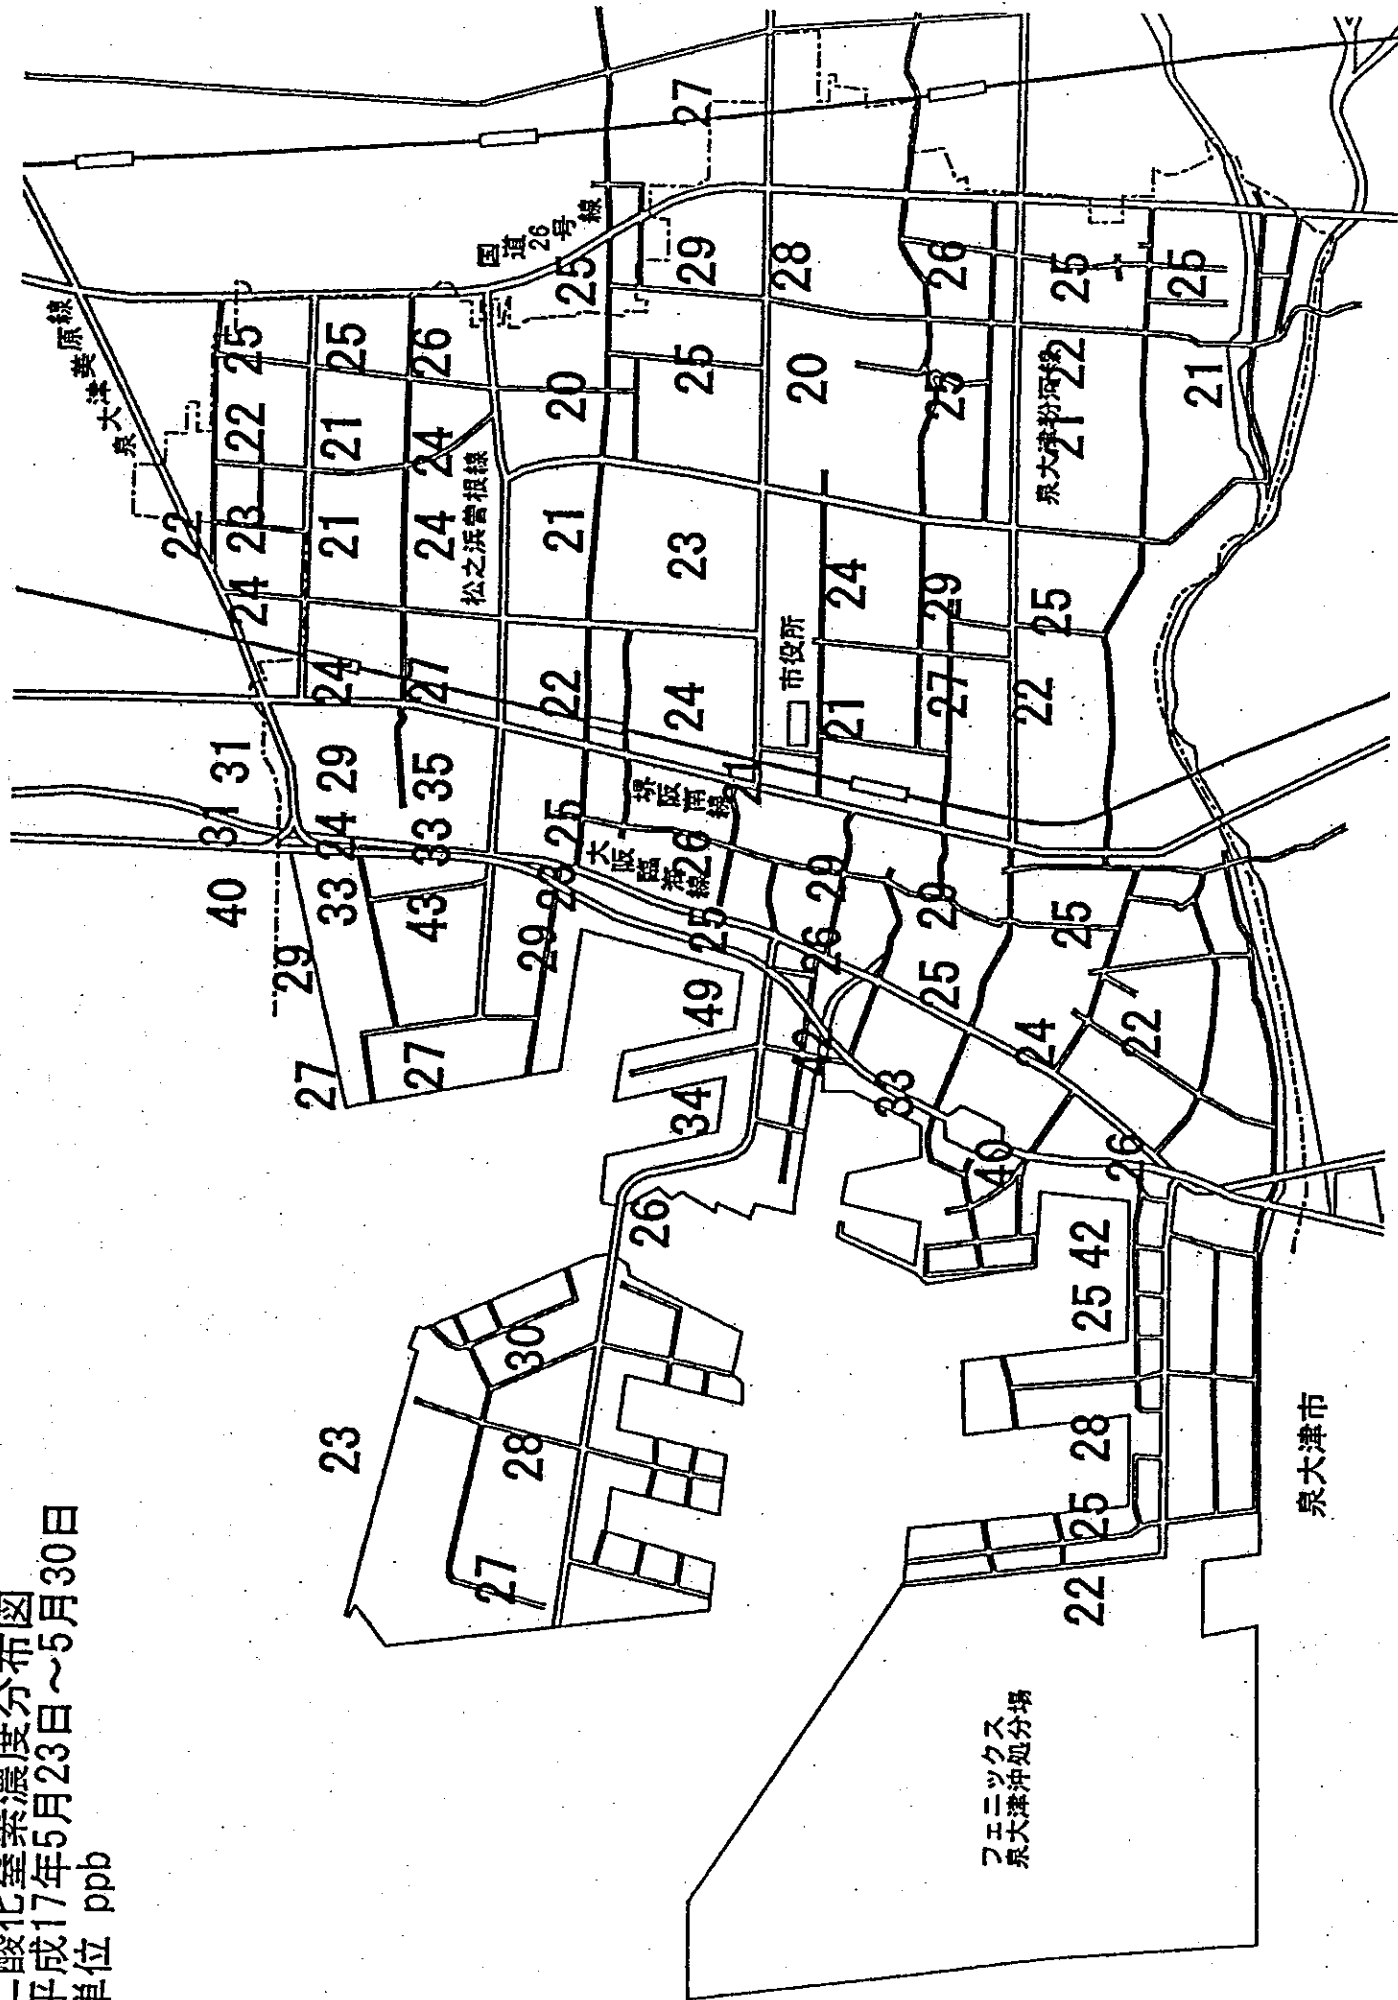 二酸化窒素濃度分布図
平成17年5月23日～5月30日
単位 ppb
泉大津美原線
22
40 31 31
24 23 22 25
29
27
23 33 24 29 24 21 21 25
27 43 33 35 27 24 24 26
松之浜曽根線
国道26号線
27 28 30
29 28 25 22 21 20 25
大阪臨海線
堺阪南線
26
34 49 25 26 24 23 25 29 27
21
市役所
20 28
26 29 21 24
33
25 29 27 29 25 26
40
フェニックス
泉大津沖処分場
24 22 25
泉大津粉河線
25 21 22 25
22 25 28 25 42
26
22
21 25
泉大津市